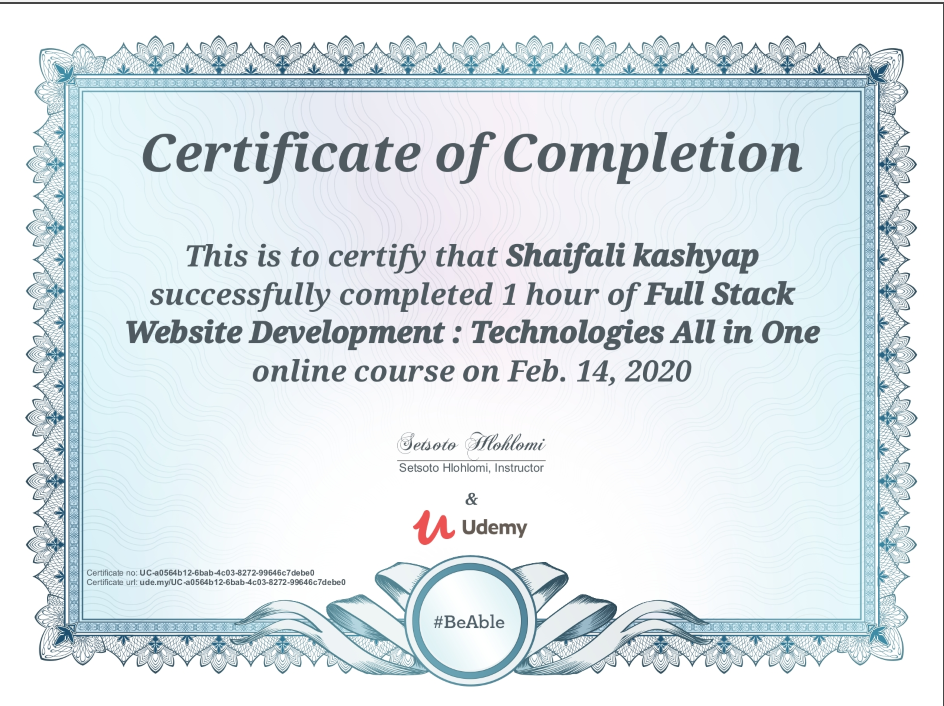 Certificate of Completion
This is to certify that Shaifali kashyap
successfully completed 1 hour of Full Stack
Website Development : Technologies All in One
online course on Feb. 14, 2020
Setsoto Hlohlomi
Setsoto Hlohlomi, Instructor
&
Udemy
Certificate no: UC-a0564b12-6bab-4c03-8272-99646c7debe0
Certificate url: ude.my/UC-a0564b12-6bab-4c03-8272-99646c7debe0
#BeAble